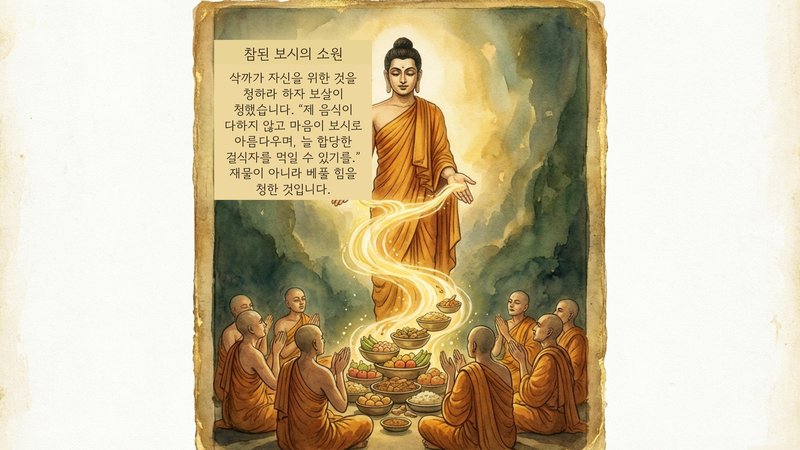 참된 보시의 소원
삭까가 자신을 위한 것을
청하라 하자 보살이
청했습니다. “제 음식이
다하지 않고 마음이 보시로
아름다우며, 늘 합당한
걸식자를 먹일 수 있기를.”
재물이 아니라 베풀 힘을
청한 것입니다.